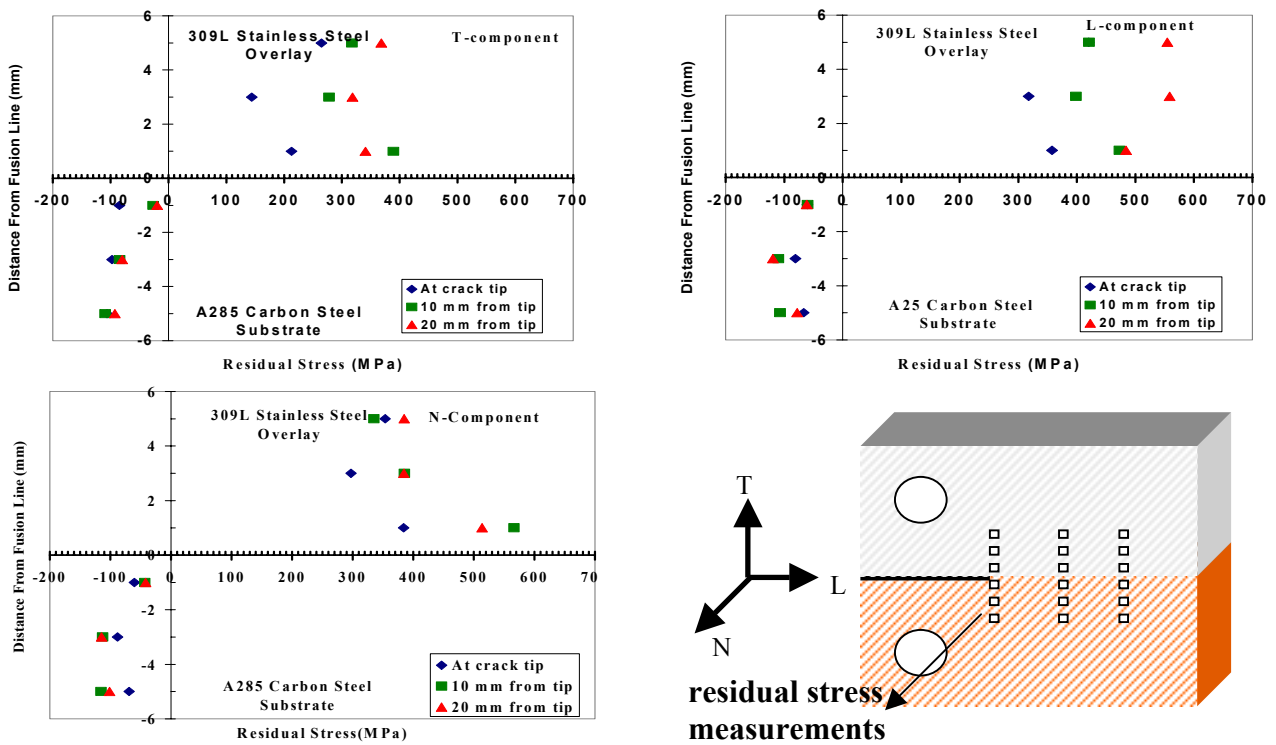 6
309L Stainless Steel
Overlay
T-component
4
2
0
-200 -100 0 100 200 300 400 500 600 700
-2
-4
-6
At crack tip
10 mm from tip
20 mm from tip
A285 Carbon Steel
Substrate
Distance From Fusion Line (mm)
Residual Stress (MPa)
6
L-component
309L Stainless Steel
Overlay
4
2
0
-200 -100 0 100 200 300 400 500 600 700
-2
-4
-6
At crack tip
10 mm from tip
20 mm from tip
A25 Carbon Steel
Substrate
Distance From Fusion Line (mm)
Residual Stress (MPa)
6
309L Stainless Steel
Overlay
N-Component
4
2
0
-200 -100 0 100 200 300 400 500 600 70
-2
-4
-6
At crack tip
10 mm from tip
20 mm from tip
A285 Carbon Steel
Substrate
Distance From Fusion Line (mm)
Residual Stress(MPa)
T
L
N
residual stress
measurements